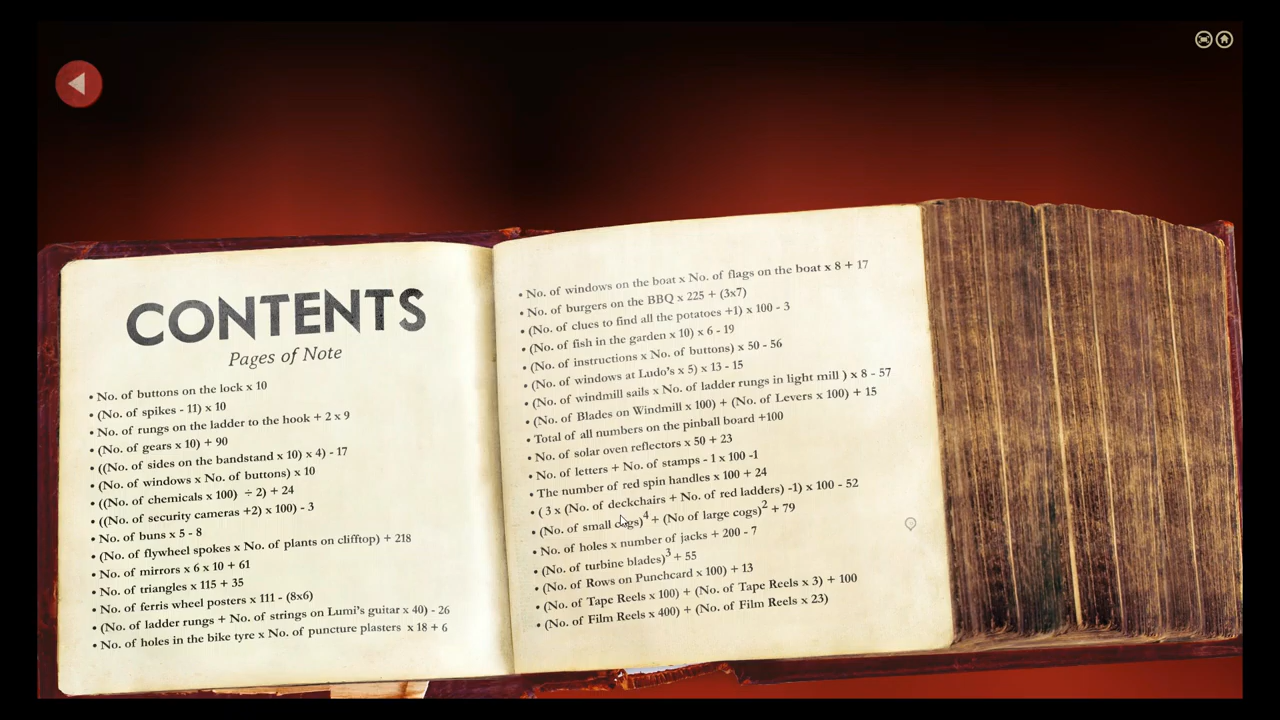 CONTENTS
Pages of Note
• No. of buttons on the lock x 10
• (No. of spikes - 11) x 10
• No. of rungs on the ladder to the hook + 2 x 9
• (No. of gears x 10) + 90
• ((No. of sides on the bandstand x 10) x 4) - 17
• (No. of windows x No. of buttons) x 10
• ((No. of chemicals x 100) ÷ 2) + 24
• ((No. of security cameras +2) x 100) - 3
• No. of buns x 5 - 8
• (No. of flywheel spokes x No. of plants on clifftop) + 218
• No. of mirrors x 6 x 10 + 61
• No. of triangles x 115 + 35
• No. of ferris wheel posters x 111 - (8x6)
• (No. of ladder rungs + No. of strings on Lumi's guitar x 40) - 26
• No. of holes in the bike tyre x No. of puncture plasters x 18 + 6
• No. of windows on the boat x No. of flags on the boat x 8 + 17
• No. of burgers on the BBQ x 225 + (3x7)
• (No. of clues to find all the potatoes +1) x 100 - 3
• (No. of fish in the garden x 10) x 6 - 19
• (No. of instructions x No. of buttons) x 50 - 56
• (No. of windows at Ludo's x 5) x 13 - 15
• (No. of windmill sails x No. of ladder rungs in light mill ) x 8 - 57
• (No. of Blades on Windmill x 100) + (No. of Levers x 100) + 15
• Total of all numbers on the pinball board +100
• No. of solar oven reflectors x 50 + 23
• No. of letters + No. of stamps - 1 x 100 -1
• The number of red spin handles x 100 + 24
• ( 3 x (No. of deckchairs + No. of red ladders) -1) x 100 - 52
• (No. of small cogs)⁴ + (No of large cogs)² + 79
• No. of holes x number of jacks + 200 - 7
• (No. of turbine blades)³ + 55
• (No. of Rows on Punchcard x 100) + 13
• (No. of Tape Reels x 100) + (No. of Tape Reels x 3) + 100
• (No. of Film Reels x 400) + (No. of Film Reels x 23)